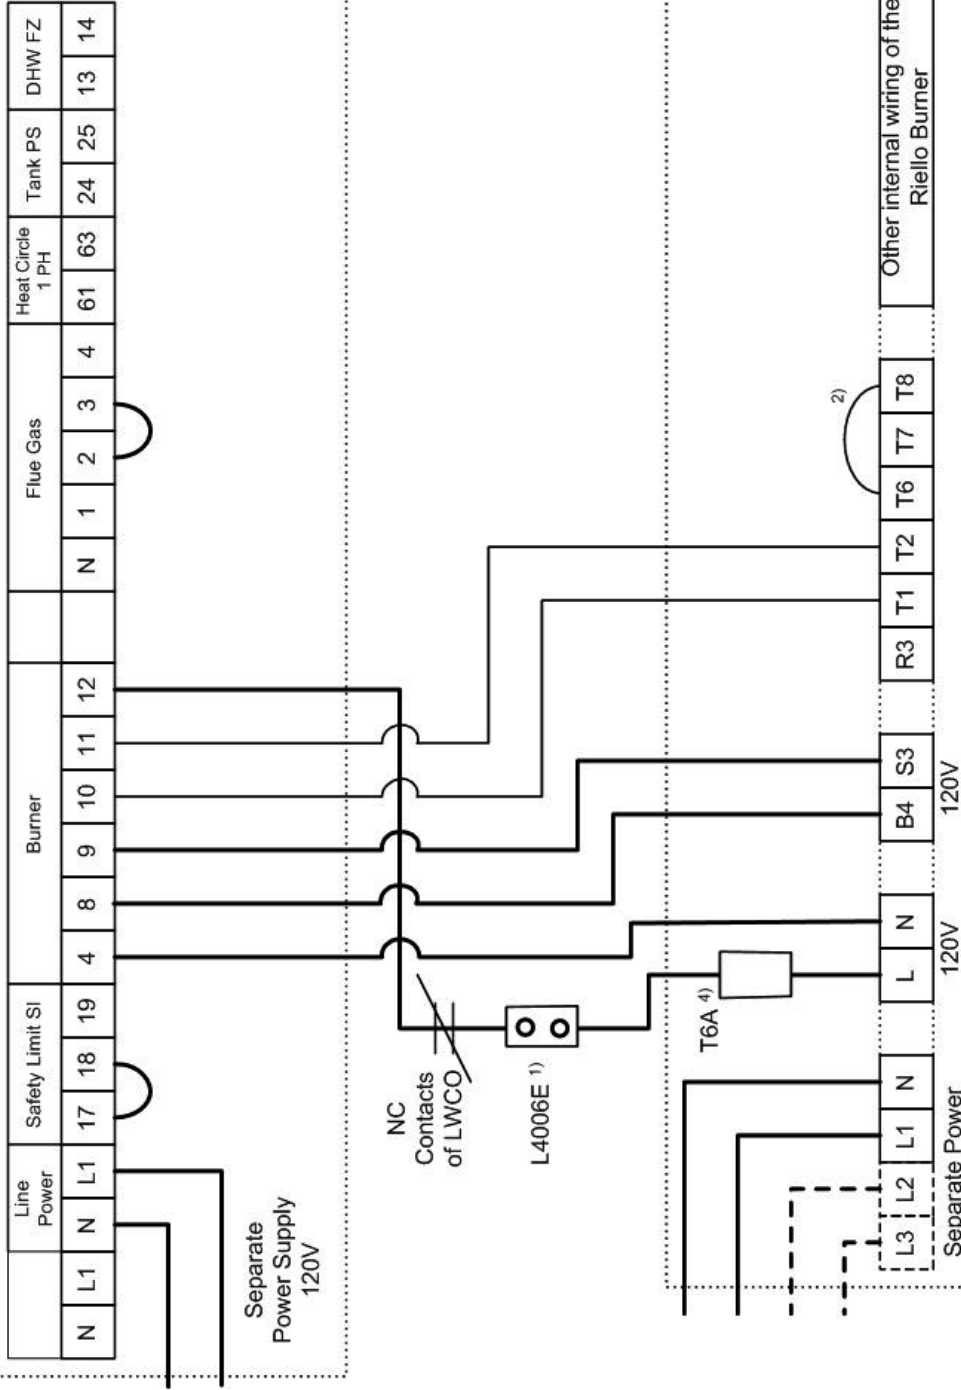 DHW FZ
Tank PS
Heat Circle
1 PH
Flue Gas
Burner
Safety Limit SI
Line
Power
14
13
25
24
63
61
4
3
2
1
N
12
11
10
9
8
4
19
18
17
L1
N
L1
N
Separate
Power Supply
120V
NC
Contacts
of LWCO
L4006E 1)
T6A 4)
2)
Other internal wiring of the
Riello Burner
T8
T7
T6
T2
T1
R3
S3
B4
N
L
N
L1
L2
L3
120V
120V
Separate Power